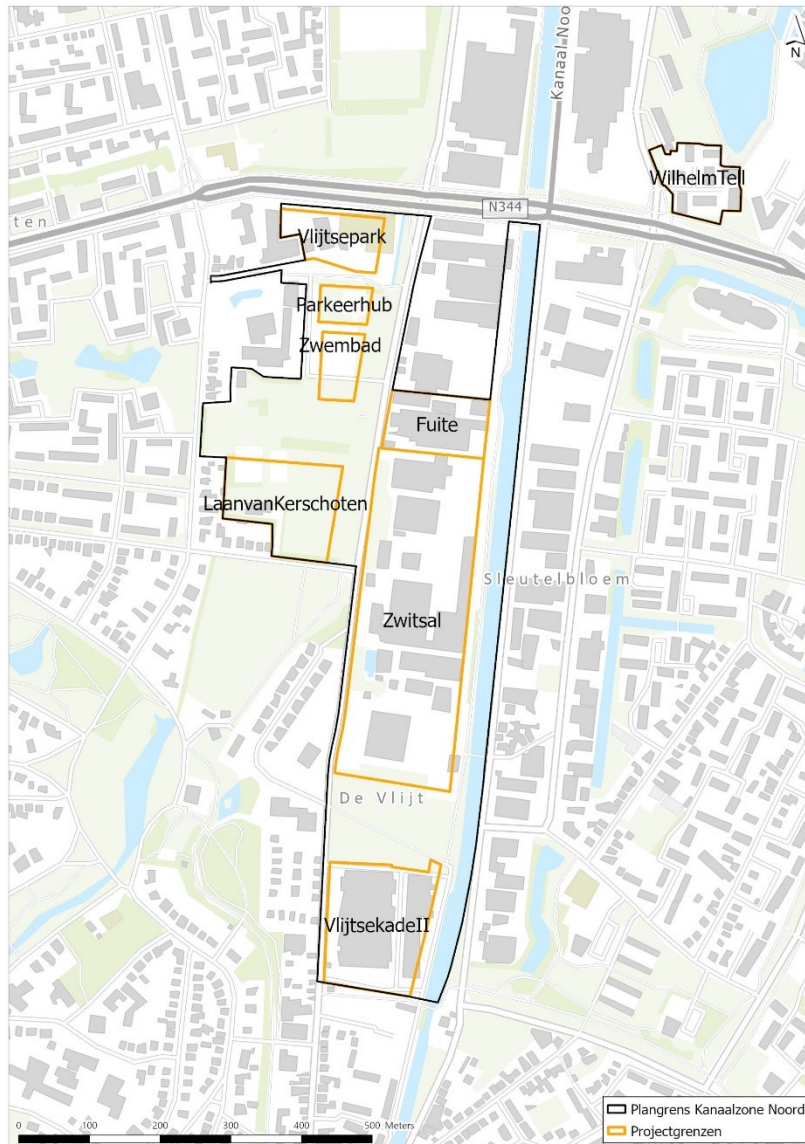 N
Kanaal Noo
WilhelmTell
N344
ten
Vlijtsepark
Parkeerhub
Zwembad
Fuite
LaanvanKerschoten
Sleutelbloem
Zwitsal
De Vlijt
VlijtsekadeII
Plangrens Kanaalzone Noord
Projectgrenzen
0 100 200 300 400 500 Meters